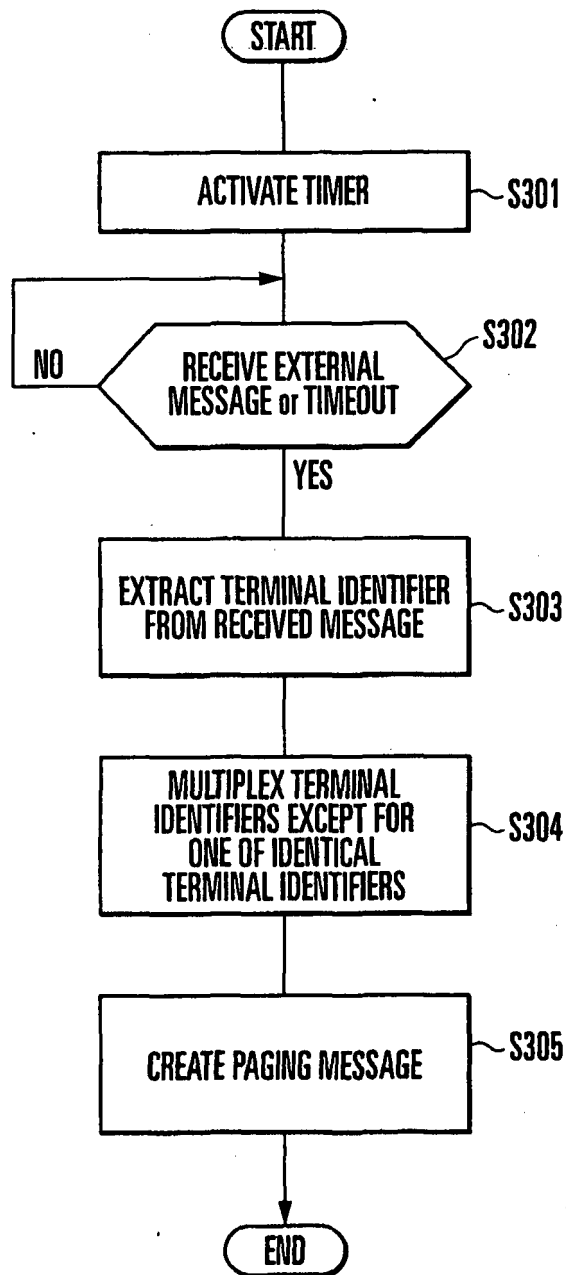 START
ACTIVATE TIMER
S301
S302
NO
RECEIVE EXTERNAL
MESSAGE or TIMEOUT
YES
EXTRACT TERMINAL IDENTIFIER
FROM RECEIVED MESSAGE
S303
MULTIPLEX TERMINAL
IDENTIFIERS EXCEPT FOR
ONE OF IDENTICAL
TERMINAL IDENTIFIERS
S304
CREATE PAGING MESSAGE
S305
END